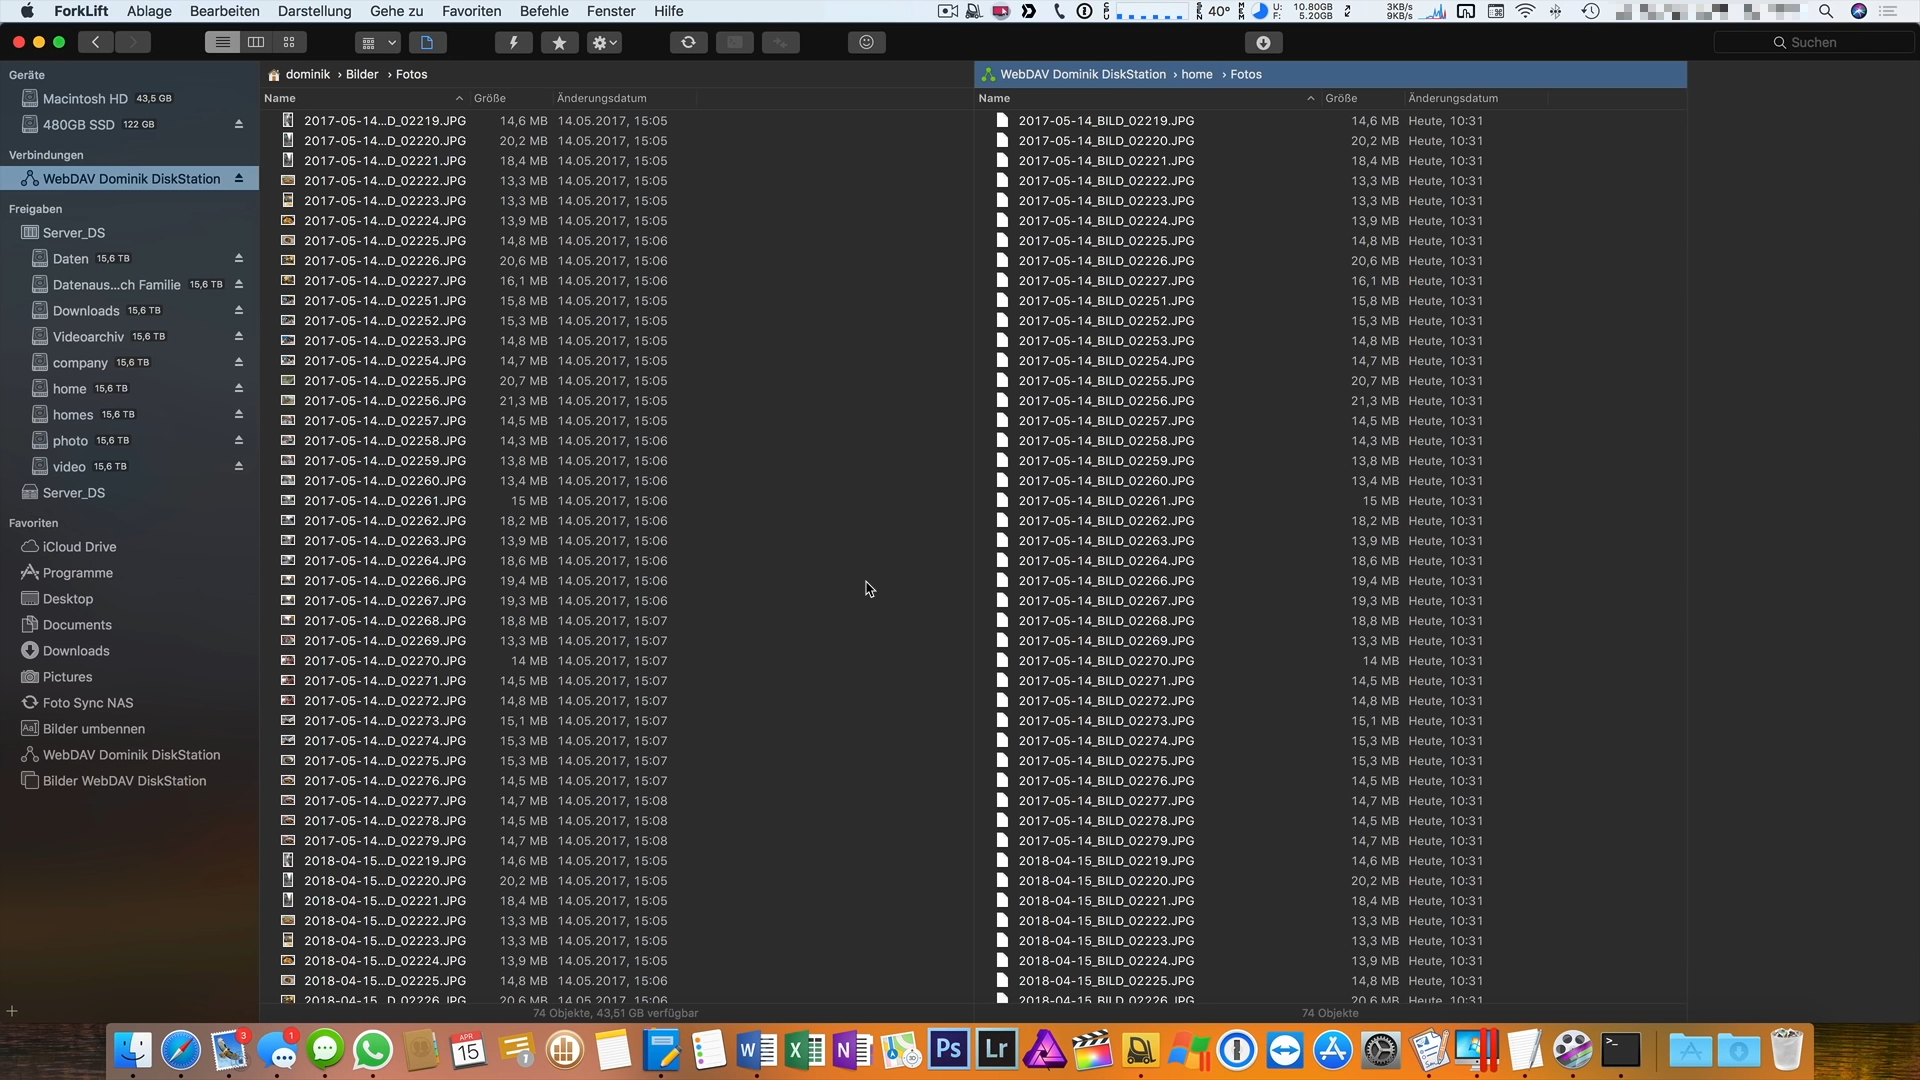 ForkLift Ablage Bearbeiten Darstellung Gehe zu Favoriten Befehle Fenster Hilfe 40° U: 10.80GB F: 5.20GB 3KB/s 9KB/s
Suchen
Geräte
Macintosh HD 43,5 GB
480GB SSD 122 GB
Verbindungen
WebDAV Dominik DiskStation
Freigaben
Server_DS
Daten 15,6 TB
Datenaus...ch Familie 15,6 TB
Downloads 15,6 TB
Videoarchiv 15,6 TB
company 15,6 TB
home 15,6 TB
homes 15,6 TB
photo 15,6 TB
video 15,6 TB
Server_DS
Favoriten
iCloud Drive
Programme
Desktop
Documents
Downloads
Pictures
Foto Sync NAS
Bilder umbennen
WebDAV Dominik DiskStation
Bilder WebDAV DiskStation
dominik › Bilder › Fotos
Name Größe Änderungsdatum
2017-05-14...D_02219.JPG 14,6 MB 14.05.2017, 15:05
2017-05-14...D_02220.JPG 20,2 MB 14.05.2017, 15:05
2017-05-14...D_02221.JPG 18,4 MB 14.05.2017, 15:05
2017-05-14...D_02222.JPG 13,3 MB 14.05.2017, 15:05
2017-05-14...D_02223.JPG 13,3 MB 14.05.2017, 15:05
2017-05-14...D_02224.JPG 13,9 MB 14.05.2017, 15:05
2017-05-14...D_02225.JPG 14,8 MB 14.05.2017, 15:06
2017-05-14...D_02226.JPG 20,6 MB 14.05.2017, 15:06
2017-05-14...D_02227.JPG 16,1 MB 14.05.2017, 15:06
2017-05-14...D_02251.JPG 15,8 MB 14.05.2017, 15:05
2017-05-14...D_02252.JPG 15,3 MB 14.05.2017, 15:05
2017-05-14...D_02253.JPG 14,8 MB 14.05.2017, 15:05
2017-05-14...D_02254.JPG 14,7 MB 14.05.2017, 15:05
2017-05-14...D_02255.JPG 20,7 MB 14.05.2017, 15:05
2017-05-14...D_02256.JPG 21,3 MB 14.05.2017, 15:05
2017-05-14...D_02257.JPG 14,5 MB 14.05.2017, 15:05
2017-05-14...D_02258.JPG 14,3 MB 14.05.2017, 15:06
2017-05-14...D_02259.JPG 13,8 MB 14.05.2017, 15:06
2017-05-14...D_02260.JPG 13,4 MB 14.05.2017, 15:06
2017-05-14...D_02261.JPG 15 MB 14.05.2017, 15:06
2017-05-14...D_02262.JPG 18,2 MB 14.05.2017, 15:06
2017-05-14...D_02263.JPG 13,9 MB 14.05.2017, 15:06
2017-05-14...D_02264.JPG 18,6 MB 14.05.2017, 15:06
2017-05-14...D_02266.JPG 19,4 MB 14.05.2017, 15:06
2017-05-14...D_02267.JPG 19,3 MB 14.05.2017, 15:06
2017-05-14...D_02268.JPG 18,8 MB 14.05.2017, 15:07
2017-05-14...D_02269.JPG 13,3 MB 14.05.2017, 15:07
2017-05-14...D_02270.JPG 14 MB 14.05.2017, 15:07
2017-05-14...D_02271.JPG 14,5 MB 14.05.2017, 15:07
2017-05-14...D_02272.JPG 14,8 MB 14.05.2017, 15:07
2017-05-14...D_02273.JPG 15,1 MB 14.05.2017, 15:07
2017-05-14...D_02274.JPG 15,3 MB 14.05.2017, 15:07
2017-05-14...D_02275.JPG 15,3 MB 14.05.2017, 15:07
2017-05-14...D_02276.JPG 14,5 MB 14.05.2017, 15:07
2017-05-14...D_02277.JPG 14,7 MB 14.05.2017, 15:08
2017-05-14...D_02278.JPG 14,5 MB 14.05.2017, 15:08
2017-05-14...D_02279.JPG 14,7 MB 14.05.2017, 15:08
2018-04-15...D_02219.JPG 14,6 MB 14.05.2017, 15:05
2018-04-15...D_02220.JPG 20,2 MB 14.05.2017, 15:05
2018-04-15...D_02221.JPG 18,4 MB 14.05.2017, 15:05
2018-04-15...D_02222.JPG 13,3 MB 14.05.2017, 15:05
2018-04-15...D_02223.JPG 13,3 MB 14.05.2017, 15:05
2018-04-15...D_02224.JPG 13,9 MB 14.05.2017, 15:05
2018-04-15...D_02225.JPG 14,8 MB 14.05.2017, 15:06
2018-04-15...D_02226.JPG 20,6 MB 14.05.2017, 15:06
74 Objekte, 43,51 GB verfügbar
WebDAV Dominik DiskStation › home › Fotos
Name Größe Änderungsdatum
2017-05-14_BILD_02219.JPG 14,6 MB Heute, 10:31
2017-05-14_BILD_02220.JPG 20,2 MB Heute, 10:31
2017-05-14_BILD_02221.JPG 18,4 MB Heute, 10:31
2017-05-14_BILD_02222.JPG 13,3 MB Heute, 10:31
2017-05-14_BILD_02223.JPG 13,3 MB Heute, 10:31
2017-05-14_BILD_02224.JPG 13,9 MB Heute, 10:31
2017-05-14_BILD_02225.JPG 14,8 MB Heute, 10:31
2017-05-14_BILD_02226.JPG 20,6 MB Heute, 10:31
2017-05-14_BILD_02227.JPG 16,1 MB Heute, 10:31
2017-05-14_BILD_02251.JPG 15,8 MB Heute, 10:31
2017-05-14_BILD_02252.JPG 15,3 MB Heute, 10:31
2017-05-14_BILD_02253.JPG 14,8 MB Heute, 10:31
2017-05-14_BILD_02254.JPG 14,7 MB Heute, 10:31
2017-05-14_BILD_02255.JPG 20,7 MB Heute, 10:31
2017-05-14_BILD_02256.JPG 21,3 MB Heute, 10:31
2017-05-14_BILD_02257.JPG 14,5 MB Heute, 10:31
2017-05-14_BILD_02258.JPG 14,3 MB Heute, 10:31
2017-05-14_BILD_02259.JPG 13,8 MB Heute, 10:31
2017-05-14_BILD_02260.JPG 13,4 MB Heute, 10:31
2017-05-14_BILD_02261.JPG 15 MB Heute, 10:31
2017-05-14_BILD_02262.JPG 18,2 MB Heute, 10:31
2017-05-14_BILD_02263.JPG 13,9 MB Heute, 10:31
2017-05-14_BILD_02264.JPG 18,6 MB Heute, 10:31
2017-05-14_BILD_02266.JPG 19,4 MB Heute, 10:31
2017-05-14_BILD_02267.JPG 19,3 MB Heute, 10:31
2017-05-14_BILD_02268.JPG 18,8 MB Heute, 10:31
2017-05-14_BILD_02269.JPG 13,3 MB Heute, 10:31
2017-05-14_BILD_02270.JPG 14 MB Heute, 10:31
2017-05-14_BILD_02271.JPG 14,5 MB Heute, 10:31
2017-05-14_BILD_02272.JPG 14,8 MB Heute, 10:31
2017-05-14_BILD_02273.JPG 15,1 MB Heute, 10:31
2017-05-14_BILD_02274.JPG 15,3 MB Heute, 10:31
2017-05-14_BILD_02275.JPG 15,3 MB Heute, 10:31
2017-05-14_BILD_02276.JPG 14,5 MB Heute, 10:31
2017-05-14_BILD_02277.JPG 14,7 MB Heute, 10:31
2017-05-14_BILD_02278.JPG 14,5 MB Heute, 10:31
2017-05-14_BILD_02279.JPG 14,7 MB Heute, 10:31
2018-04-15_BILD_02219.JPG 14,6 MB Heute, 10:31
2018-04-15_BILD_02220.JPG 20,2 MB Heute, 10:31
2018-04-15_BILD_02221.JPG 18,4 MB Heute, 10:31
2018-04-15_BILD_02222.JPG 13,3 MB Heute, 10:31
2018-04-15_BILD_02223.JPG 13,3 MB Heute, 10:31
2018-04-15_BILD_02224.JPG 13,9 MB Heute, 10:31
2018-04-15_BILD_02225.JPG 14,8 MB Heute, 10:31
2018-04-15_BILD_02226.JPG 20,6 MB Heute, 10:31
74 Objekte
3 1 APR 15 7 W X N 3D Ps Lr